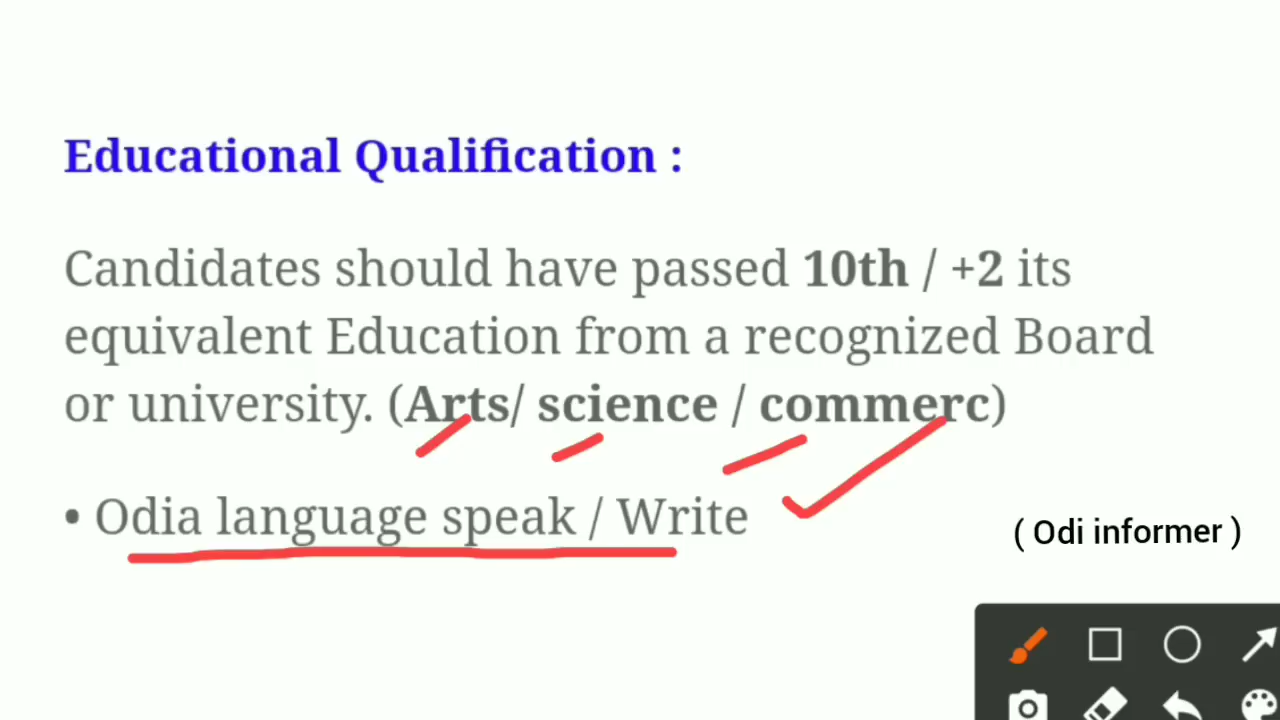 Educational Qualification :
Candidates should have passed 10th / +2 its
equivalent Education from a recognized Board
or university. (Arts/ science / commerc)
• Odia language speak / Write
( Odi informer )